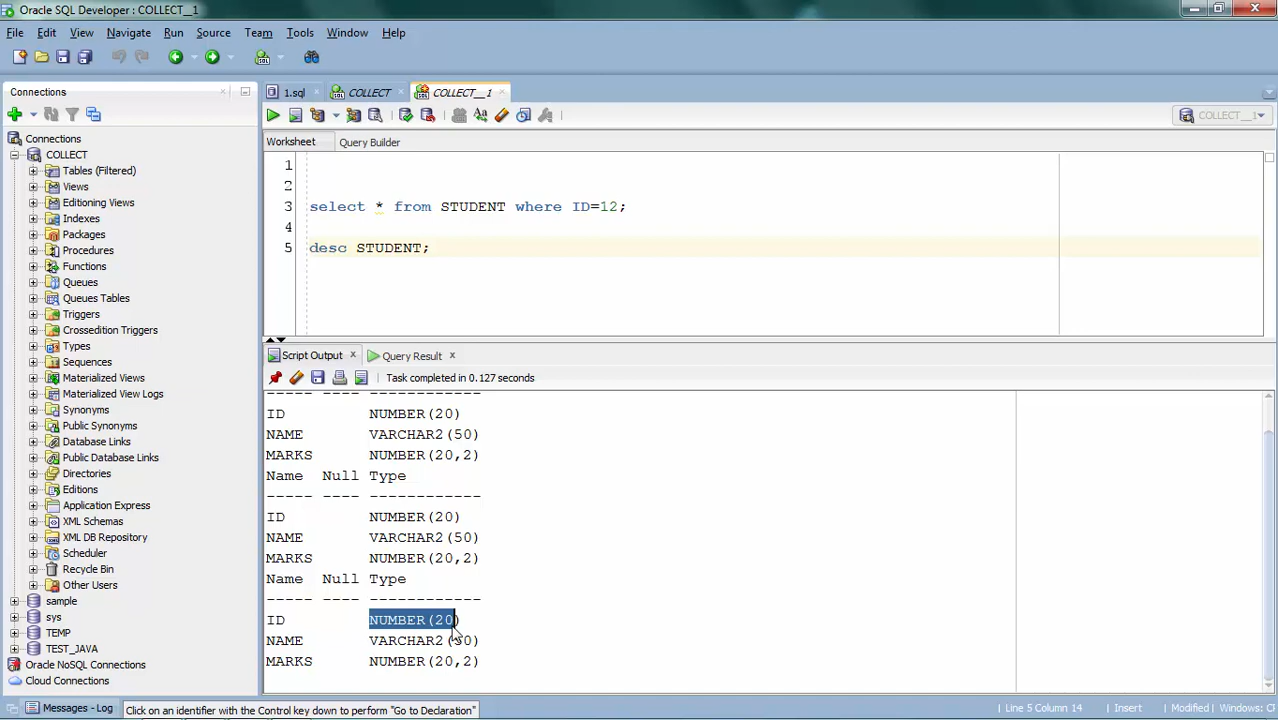 Oracle SQL Developer : COLLECT__1
File Edit View Navigate Run Source Team Tools Window Help
Connections
1.sql COLLECT COLLECT__1
COLLECT__1
Worksheet Query Builder
Connections
COLLECT
Tables (Filtered)
Views
Editioning Views
Indexes
Packages
Procedures
Functions
Queues
Queues Tables
Triggers
Crossedition Triggers
Types
Sequences
Materialized Views
Materialized View Logs
Synonyms
Public Synonyms
Database Links
Public Database Links
Directories
Editions
Application Express
XML Schemas
XML DB Repository
Scheduler
Recycle Bin
Other Users
sample
sys
TEMP
TEST_JAVA
Oracle NoSQL Connections
Cloud Connections
1
2
3 select * from STUDENT where ID=12;
4
5 desc STUDENT;
Script Output Query Result
Task completed in 0.127 seconds
----- ---- ------------
ID NUMBER(20)
NAME VARCHAR2(50)
MARKS NUMBER(20,2)
Name Null Type
----- ---- ------------
ID NUMBER(20)
NAME VARCHAR2(50)
MARKS NUMBER(20,2)
Name Null Type
----- ---- ------------
ID NUMBER(20)
NAME VARCHAR2(50)
MARKS NUMBER(20,2)
Messages - Log Click on an identifier with the Control key down to perform "Go to Declaration" Line 5 Column 14 Insert Modified Windows: CF